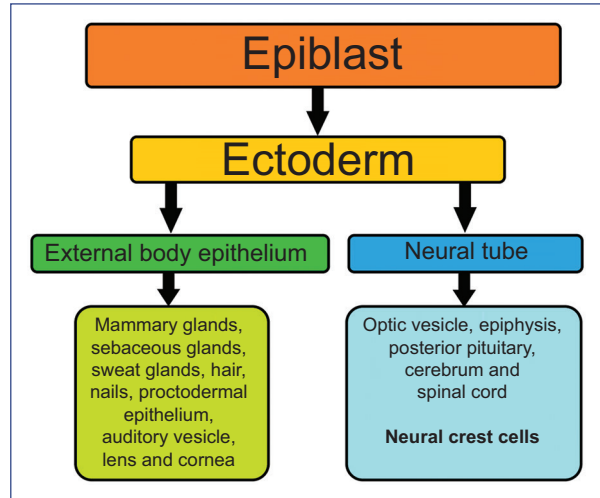 Epiblast
Ectoderm
External body epithelium
Neural tube
Mammary glands,
sebaceous glands,
sweat glands, hair,
nails, proctodermal
epithelium,
auditory vesicle,
lens and cornea
Optic vesicle, epiphysis,
posterior pituitary,
cerebrum and
spinal cord
Neural crest cells